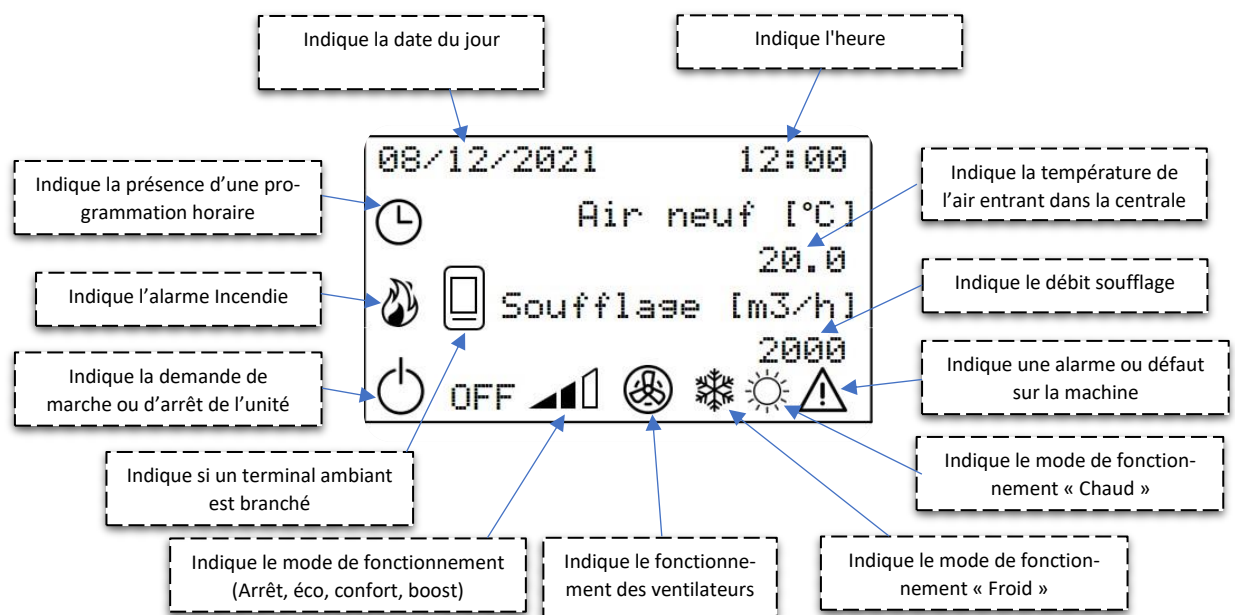 Indique la date du jour
Indique l'heure
08/12/2021 12:00
Indique la présence d’une pro-
grammation horaire
Air neuf [°C]
20.0
Indique la température de
l’air entrant dans la centrale
Indique l’alarme Incendie
Soufflage [m3/h]
2000
Indique le débit soufflage
Indique la demande de
marche ou d’arrêt de l’unité
OFF
Indique une alarme ou défaut
sur la machine
Indique si un terminal ambiant
est branché
Indique le mode de fonction-
nement « Chaud »
Indique le mode de fonctionnement
(Arrêt, éco, confort, boost)
Indique le fonctionne-
ment des ventilateurs
Indique le mode de fonction-
nement « Froid »